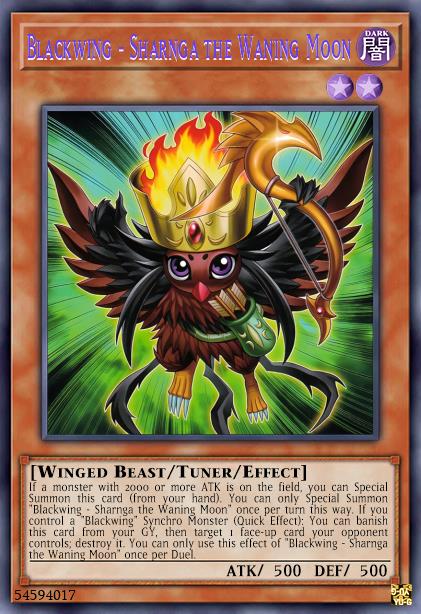 Blackwing - Sharnga the Waning Moon
DARK
闇
[Winged Beast/Tuner/Effect]
If a monster with 2000 or more ATK is on the field, you can Special
Summon this card (from your hand). You can only Special Summon
"Blackwing - Sharnga the Waning Moon" once per turn this way. If you
control a "Blackwing" Synchro Monster (Quick Effect): You can banish
this card from your GY, then target 1 face-up card your opponent
controls; destroy it. You can only use this effect of "Blackwing - Sharnga
the Waning Moon" once per Duel.
ATK/ 500 DEF/ 500
54594017